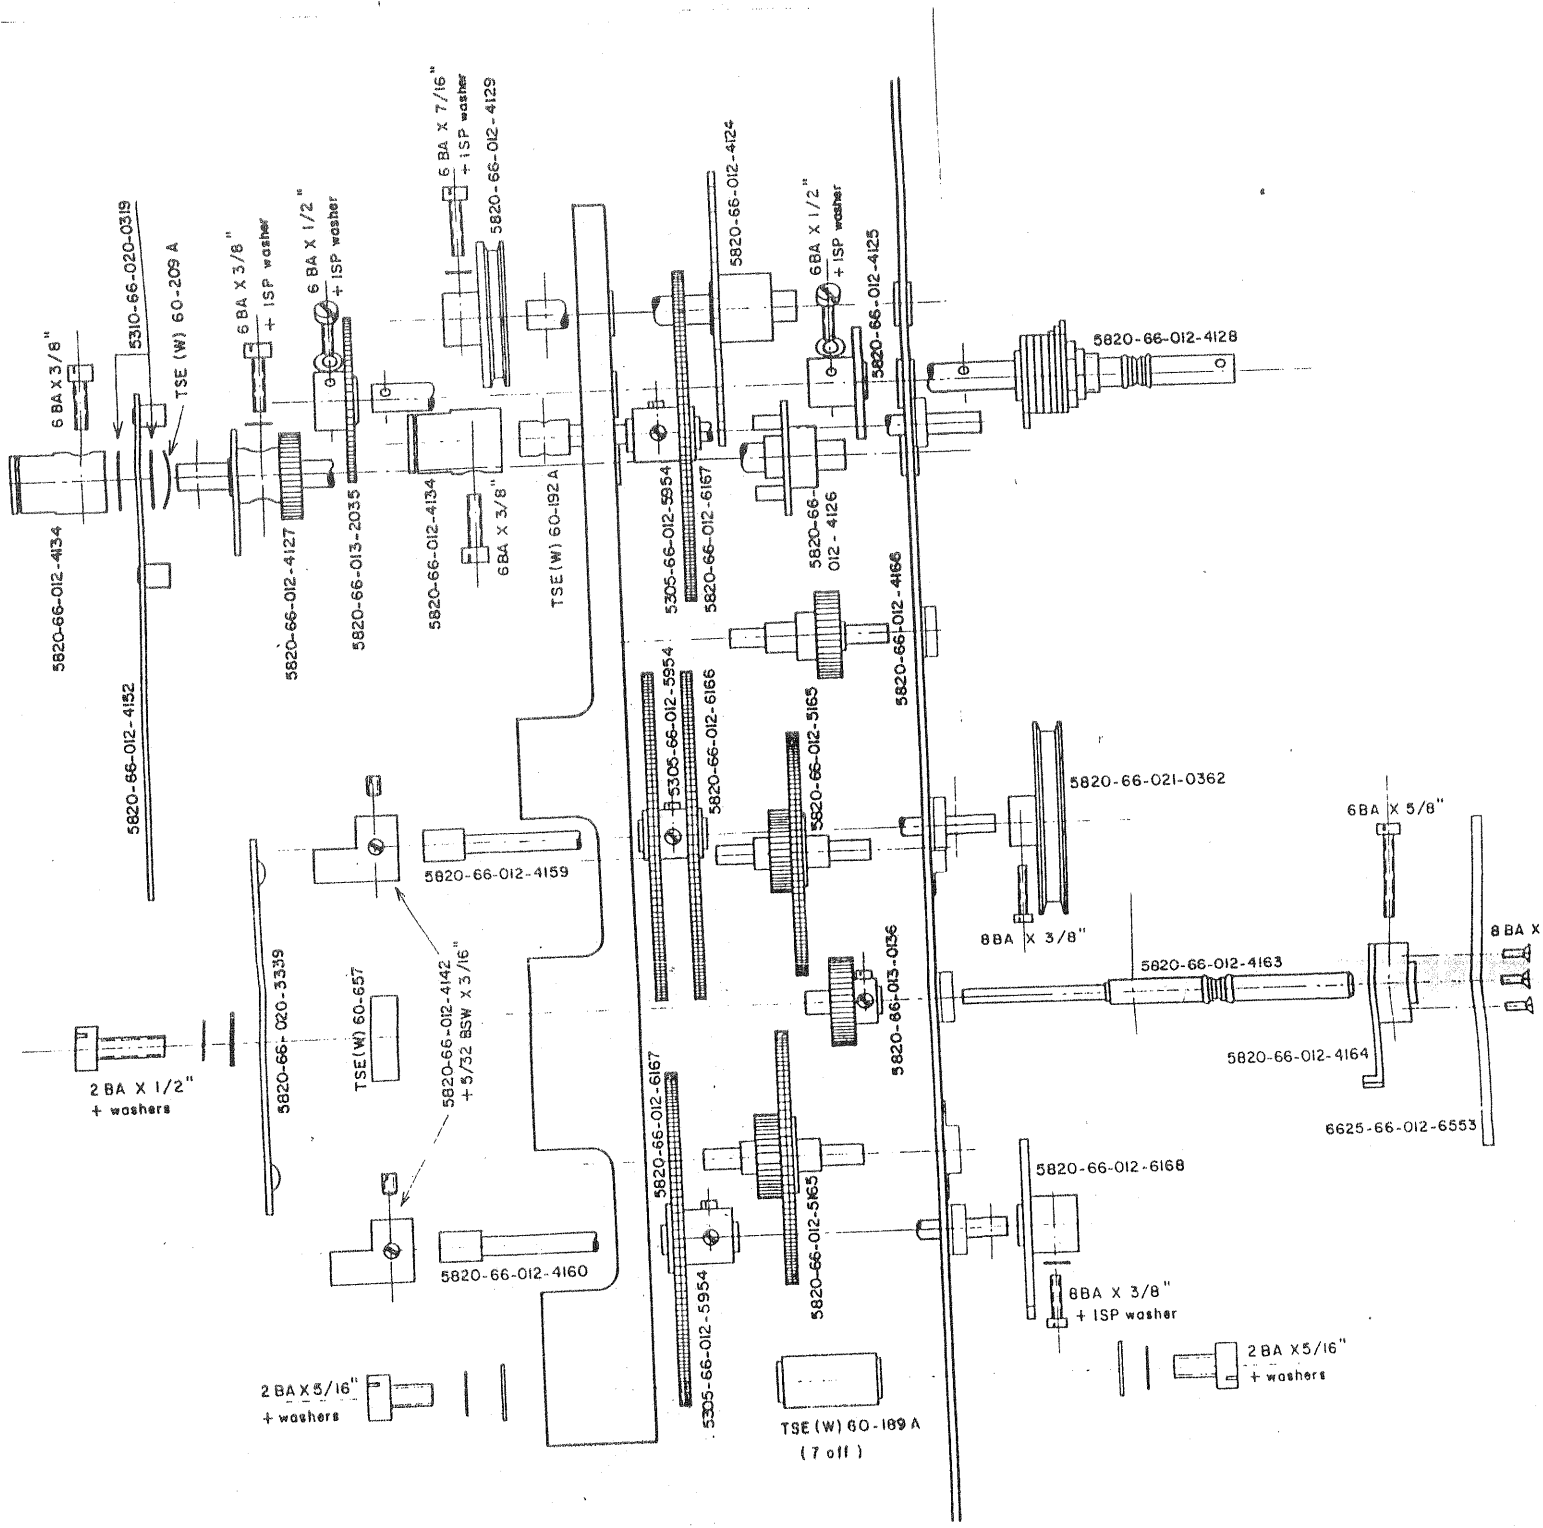 6 BA X 3/8"
5310-66-020-0319
TSE (W) 60-209 A
6 BA X 3/8"
+ ISP washer
6 BA X 1/2"
+ ISP washer
6 BA X 7/16"
+ ISP washer
5820-66-012-4129
5820-66-012-4124
6BA X 1/2"
+ ISP washer
5820-66-012-4125
5820-66-012-4128
5820-66-012-4134
5820-66-012-4152
5820-66-012-4127
5820-66-013-2035
5820-66-012-4134
6BA X 3/8"
TSE (W) 60-192 A
5305-66-012-5954
5820-66-012-6167
5820-66-
012-4126
5820-66-012-4166
5305-66-012-5954
5820-66-012-6166
5820-66-012-5165
5820-66-021-0362
8BA X 3/8"
6BA X 5/8"
8 BA X
5820-66-012-4159
5820-66-012-4142
+ 5/32 BSW X 3/16"
5820-66-020-3339
TSE (W) 60-657
2 BA X 1/2"
+ washers
5820-66-013-0136
5820-66-012-4163
5820-66-012-4164
6625-66-012-6553
5820-66-012-6167
5820-66-012-5165
5820-66-012-6168
8BA X 3/8"
+ ISP washer
5820-66-012-4160
5305-66-012-5954
2 BA X 5/16"
+ washers
TSE (W) 60-189 A
(7 off)
2 BA X 5/16"
+ washers